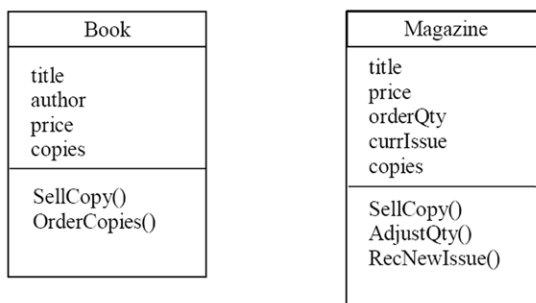 Book
title
author
price
copies
SellCopy()
OrderCopies()
Magazine
title
price
orderQty
currIssue
copies
SellCopy()
AdjustQty()
RecNewIssue()